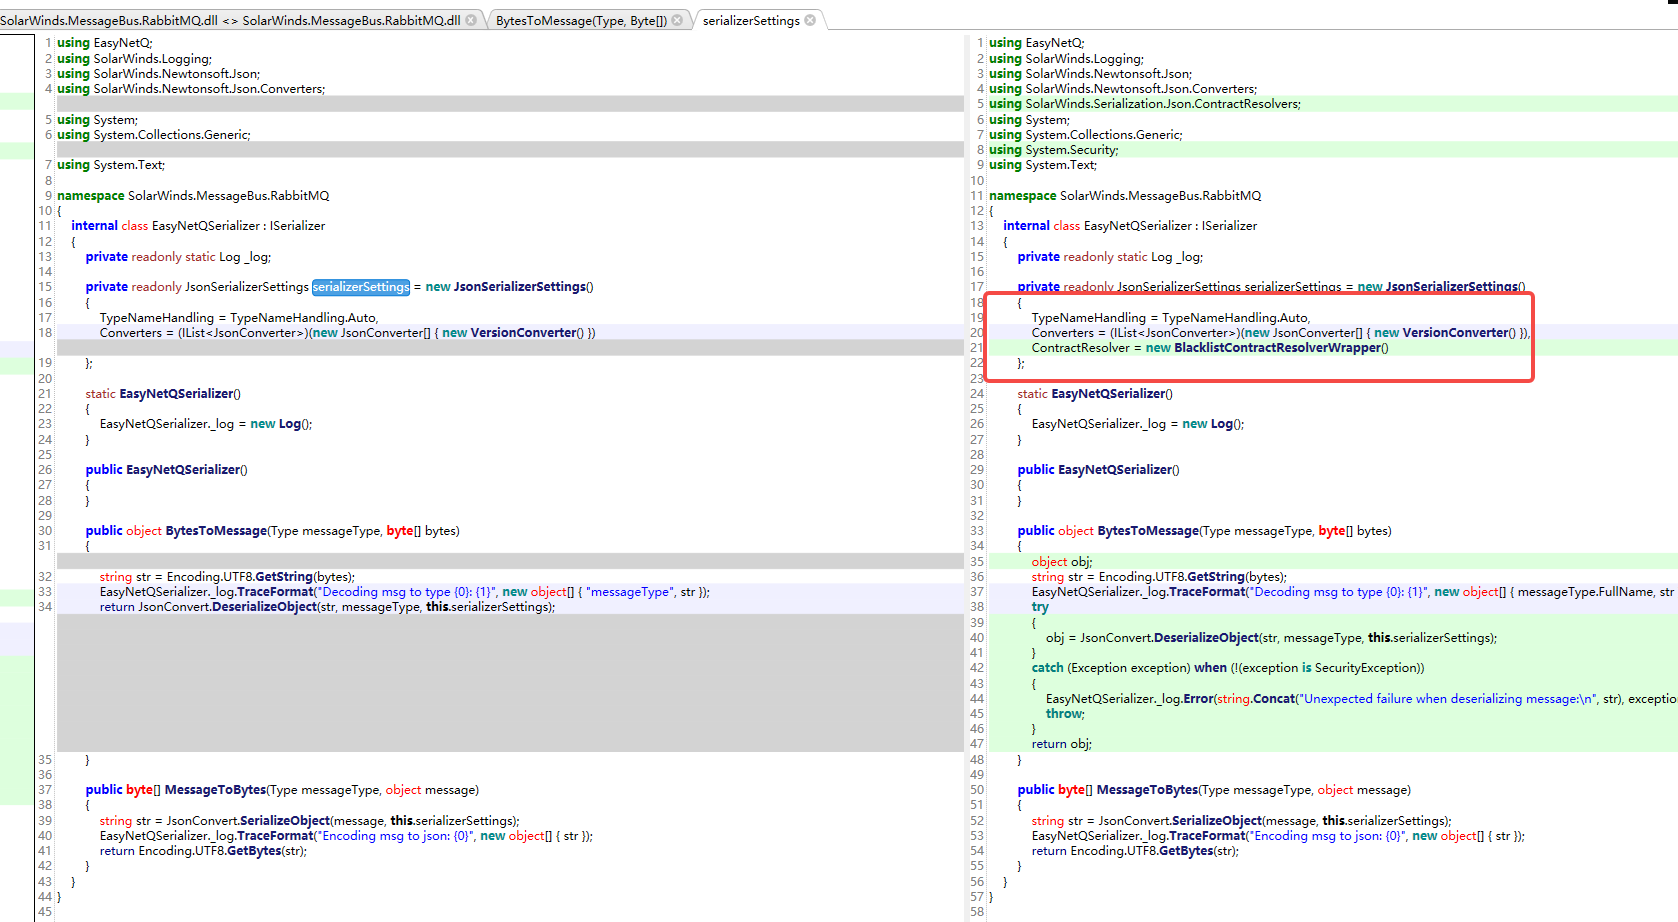 SolarWinds.MessageBus.RabbitMQ.dll <> SolarWinds.MessageBus.RabbitMQ.dll
BytesToMessage(Type, Byte[])
serializerSettings
1 using EasyNetQ;
2 using SolarWinds.Logging;
3 using SolarWinds.Newtonsoft.Json;
4 using SolarWinds.Newtonsoft.Json.Converters;
5 using System;
6 using System.Collections.Generic;
7 using System.Text;
8
9 namespace SolarWinds.MessageBus.RabbitMQ
10 {
11 internal class EasyNetQSerializer : ISerializer
12 {
13 private readonly static Log _log;
14
15 private readonly JsonSerializerSettings serializerSettings = new JsonSerializerSettings()
16 {
17 TypeNameHandling = TypeNameHandling.Auto,
18 Converters = (IList<JsonConverter>)(new JsonConverter[] { new VersionConverter() })
19 };
20
21 static EasyNetQSerializer()
22 {
23 EasyNetQSerializer._log = new Log();
24 }
25
26 public EasyNetQSerializer()
27 {
28 }
29
30 public object BytesToMessage(Type messageType, byte[] bytes)
31 {
32 string str = Encoding.UTF8.GetString(bytes);
33 EasyNetQSerializer._log.TraceFormat("Decoding msg to type {0}: {1}", new object[] { "messageType", str });
34 return JsonConvert.DeserializeObject(str, messageType, this.serializerSettings);
35 }
36
37 public byte[] MessageToBytes(Type messageType, object message)
38 {
39 string str = JsonConvert.SerializeObject(message, this.serializerSettings);
40 EasyNetQSerializer._log.TraceFormat("Encoding msg to json: {0}", new object[] { str });
41 return Encoding.UTF8.GetBytes(str);
42 }
43 }
44 }
45
1 using EasyNetQ;
2 using SolarWinds.Logging;
3 using SolarWinds.Newtonsoft.Json;
4 using SolarWinds.Newtonsoft.Json.Converters;
5 using SolarWinds.Serialization.Json.ContractResolvers;
6 using System;
7 using System.Collections.Generic;
8 using System.Security;
9 using System.Text;
10
11 namespace SolarWinds.MessageBus.RabbitMQ
12 {
13 internal class EasyNetQSerializer : ISerializer
14 {
15 private readonly static Log _log;
16
17 private readonly JsonSerializerSettings serializerSettings = new JsonSerializerSettings()
18 {
19 TypeNameHandling = TypeNameHandling.Auto,
20 Converters = (IList<JsonConverter>)(new JsonConverter[] { new VersionConverter() }),
21 ContractResolver = new BlacklistContractResolverWrapper()
22 };
23
24 static EasyNetQSerializer()
25 {
26 EasyNetQSerializer._log = new Log();
27 }
28
29 public EasyNetQSerializer()
30 {
31 }
32
33 public object BytesToMessage(Type messageType, byte[] bytes)
34 {
35 object obj;
36 string str = Encoding.UTF8.GetString(bytes);
37 EasyNetQSerializer._log.TraceFormat("Decoding msg to type {0}: {1}", new object[] { messageType.FullName, str
38 try
39 {
40 obj = JsonConvert.DeserializeObject(str, messageType, this.serializerSettings);
41 }
42 catch (Exception exception) when (!(exception is SecurityException))
43 {
44 EasyNetQSerializer._log.Error(string.Concat("Unexpected failure when deserializing message:\n", str), exceptio
45 throw;
46 }
47 return obj;
48 }
49
50 public byte[] MessageToBytes(Type messageType, object message)
51 {
52 string str = JsonConvert.SerializeObject(message, this.serializerSettings);
53 EasyNetQSerializer._log.TraceFormat("Encoding msg to json: {0}", new object[] { str });
54 return Encoding.UTF8.GetBytes(str);
55 }
56 }
57 }
58